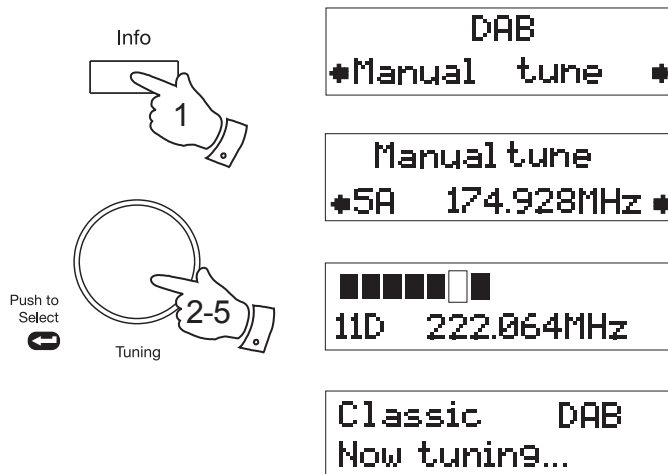 Info
1
Push to
Select
2-5
Tuning
DAB
Manual tune
Manual tune
5A 174.928MHz
11D 222.064MHz
Classic DAB
Now tuning...